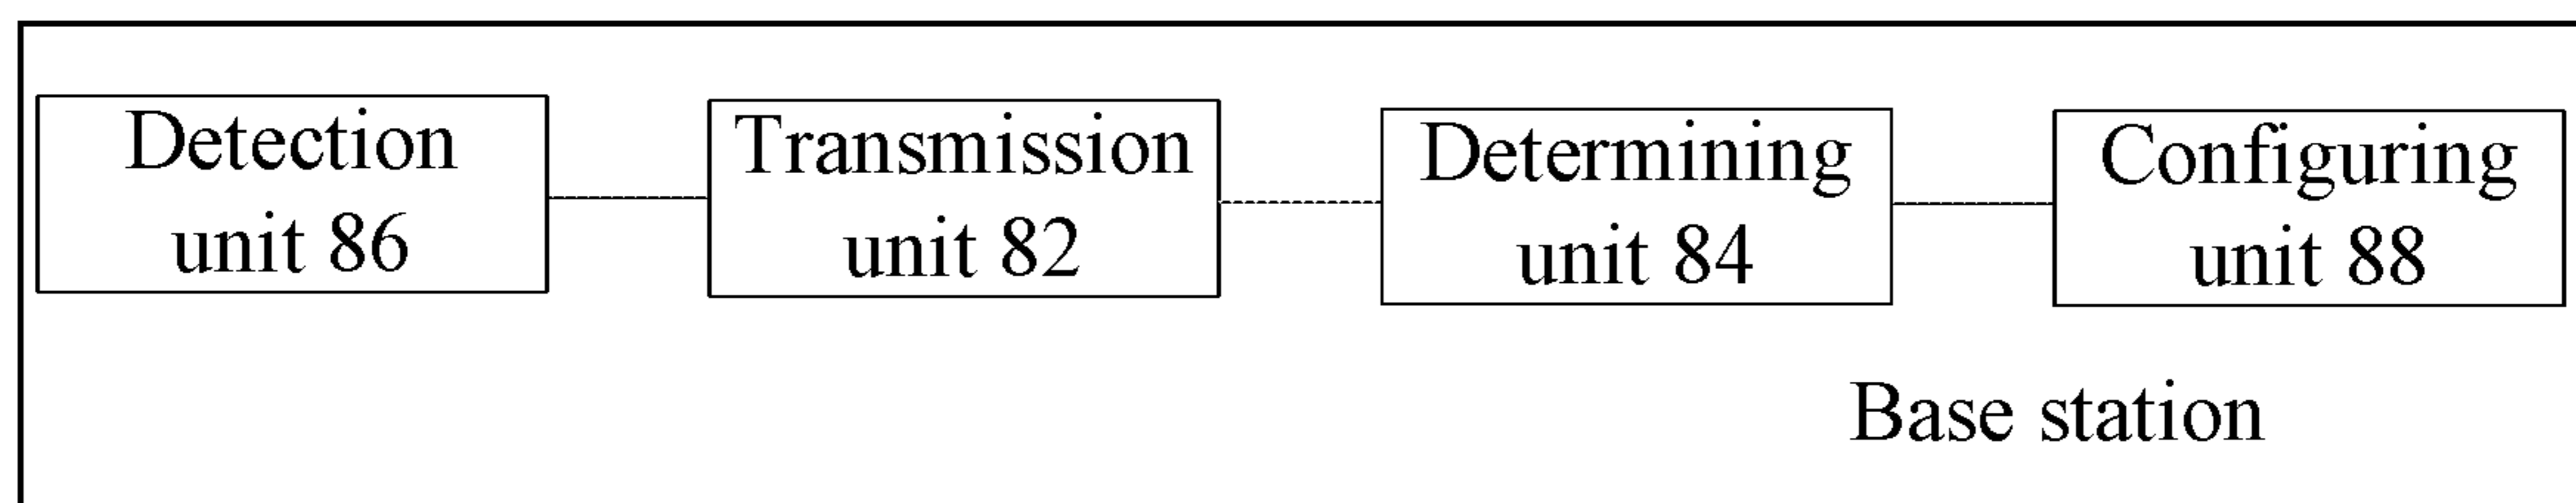 Detection
unit 86
Transmission
unit 82
Determining
unit 84
Configuring
unit 88
Base station